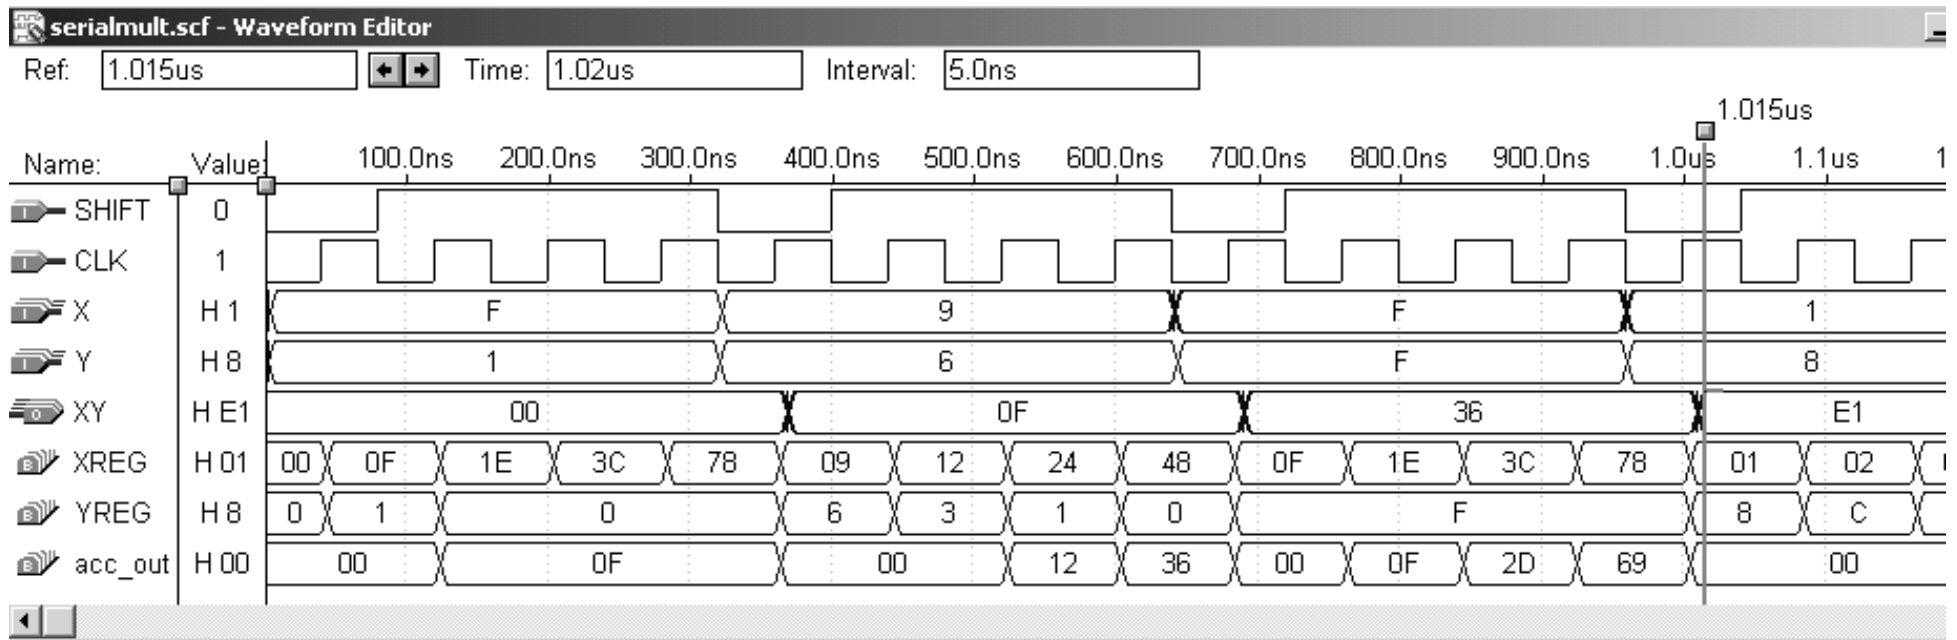 serialmult.scf - Waveform Editor
Ref: 1.015us Time: 1.02us Interval: 5.0ns
1.015us
Name: Value: 100.0ns 200.0ns 300.0ns 400.0ns 500.0ns 600.0ns 700.0ns 800.0ns 900.0ns 1.0us 1.1us 1
SHIFT 0
CLK 1
X H 1 F 9 F 1
Y H 8 1 6 F 8
XY H E1 00 0F 36 E1
XREG H 01 00 0F 1E 3C 78 09 12 24 48 0F 1E 3C 78 01 02
YREG H 8 0 1 0 6 3 1 0 F 8 C
acc_out H 00 00 0F 00 12 36 00 0F 2D 69 00